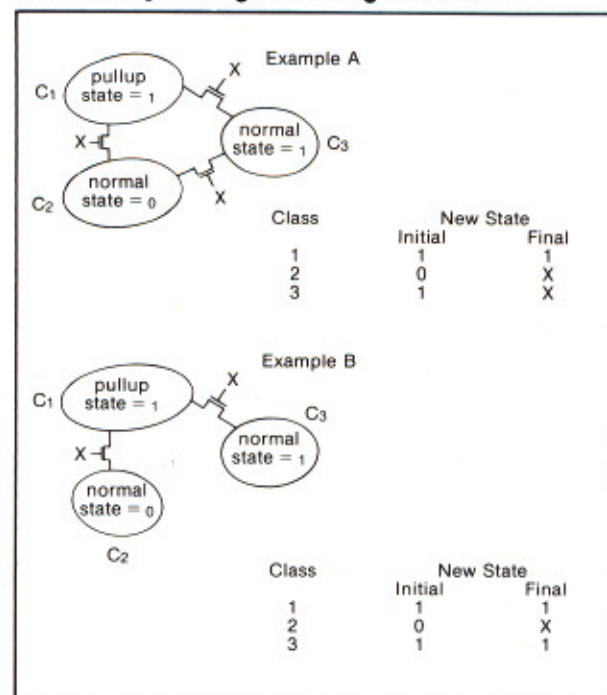 Example A
X
pullup
state = 1
C1
normal
state = 1
C3
X
normal
state = 0
C2
X
Class New State
Initial Final
1 1 1
2 0 X
3 1 X
Example B
X
pullup
state = 1
C1
C3
normal
state = 1
X
normal
state = 0
C2
Class New State
Initial Final
1 1 1
2 0 X
3 1 1